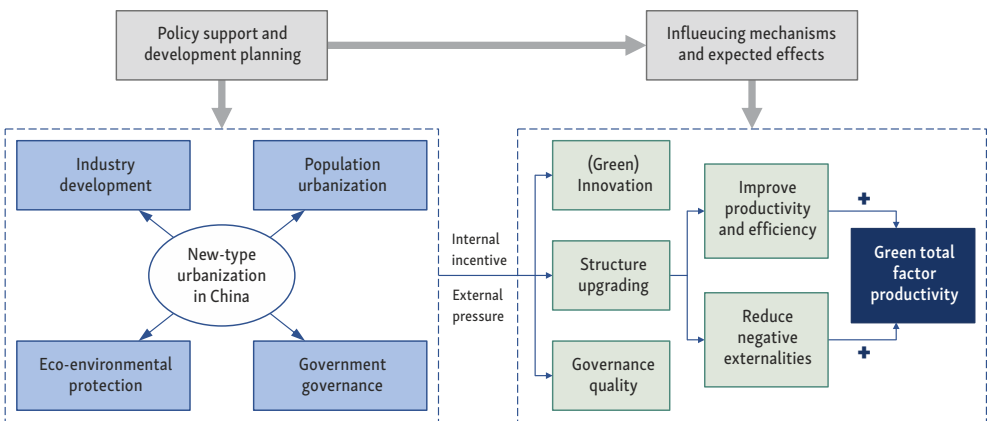 Policy support and
development planning
Influeucing mechanisms
and expected effects
Industry
development
Population
urbanization
New-type
urbanization
in China
Eco-environmental
protection
Government
governance
Internal
incentive
External
pressure
(Green)
Innovation
Structure
upgrading
Governance
quality
Improve
productivity
and efficiency
Reduce
negative
externalities
+
+
Green total
factor
productivity